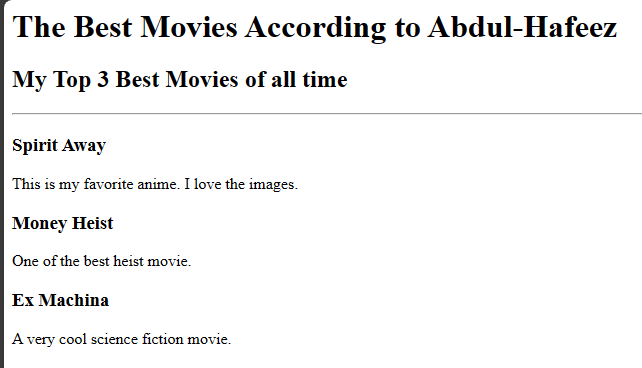 The Best Movies According to Abdul-Hafeez
My Top 3 Best Movies of all time
Spirit Away
This is my favorite anime. I love the images.
Money Heist
One of the best heist movie.
Ex Machina
A very cool science fiction movie.